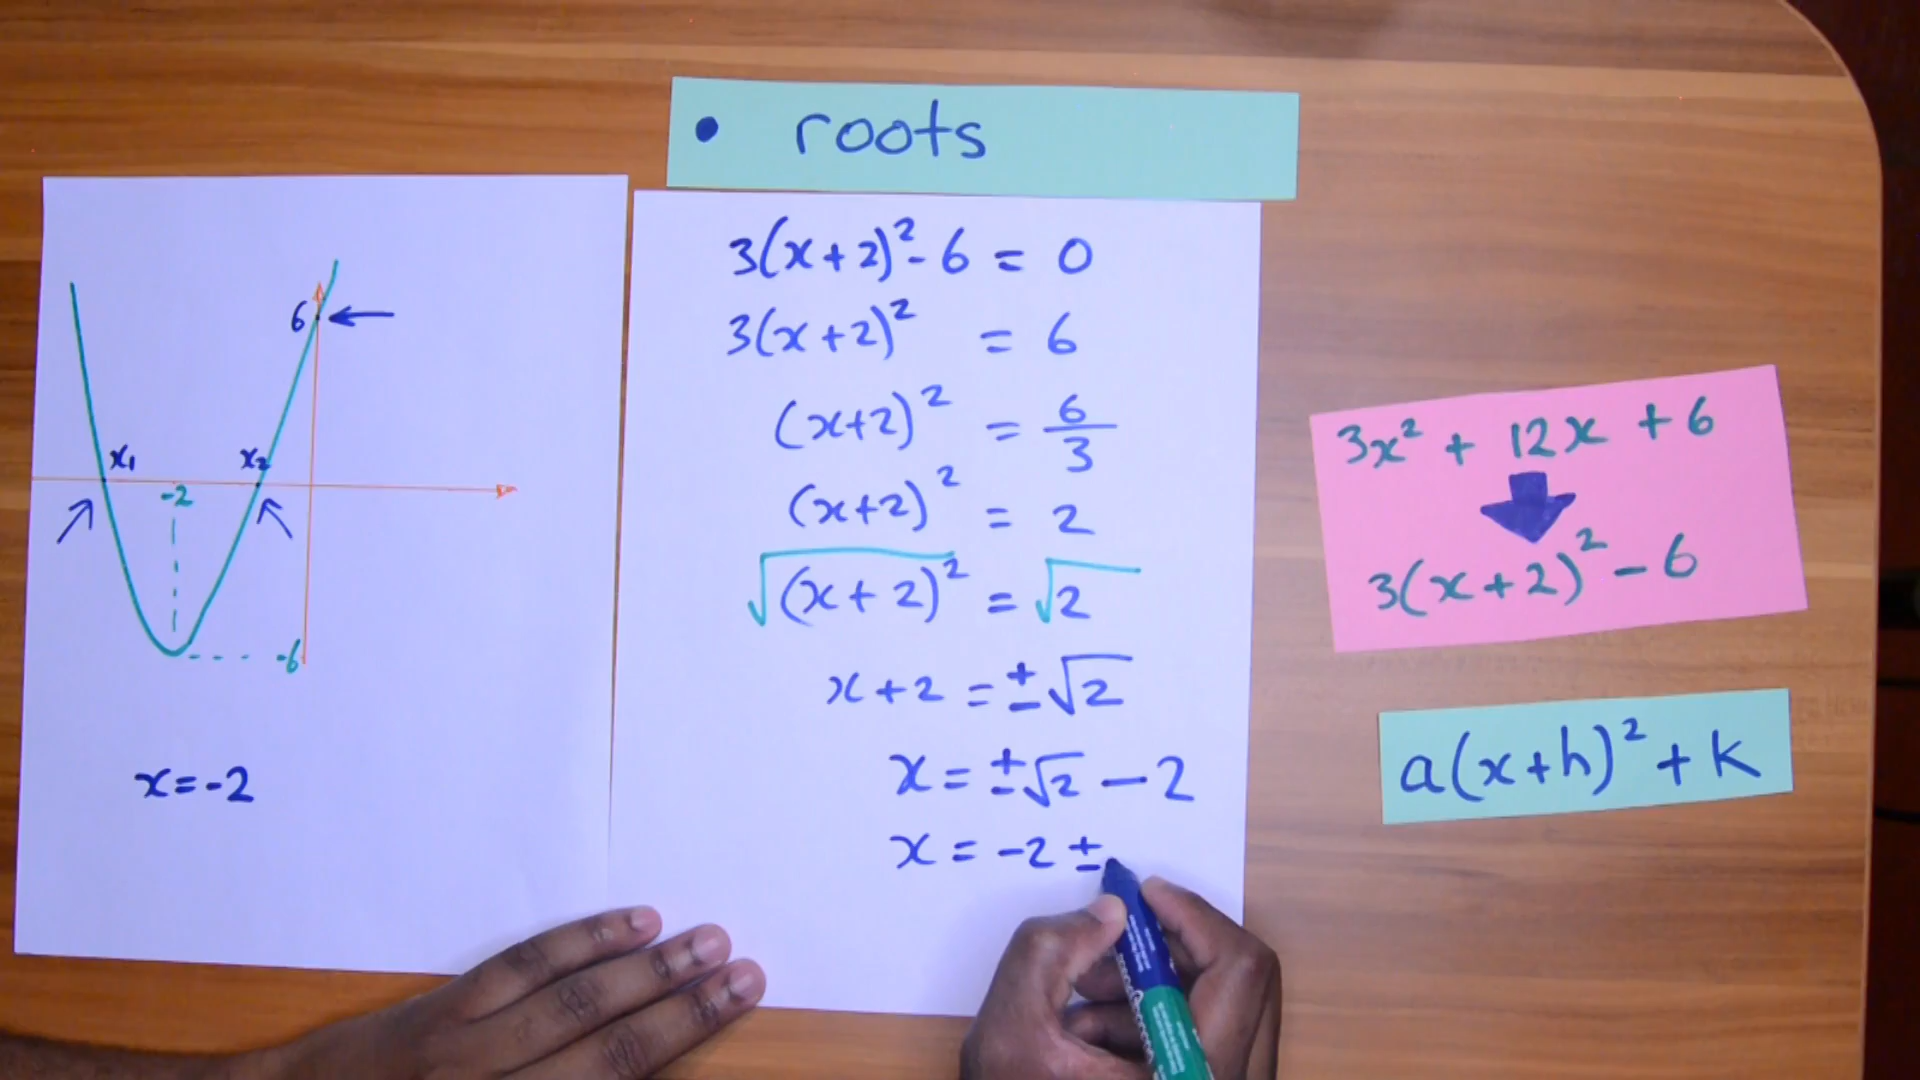 • roots
6
x₁
x₂
-2
-6
x=-2
3(x+2)²-6 = 0
3(x+2)² = 6
(x+2)² = 6/3
(x+2)² = 2
√(x+2)² = √2
x+2 = ±√2
x = ±√2 - 2
x = -2 ±
3x² + 12x + 6
3(x+2)² - 6
a(x+h)² + k